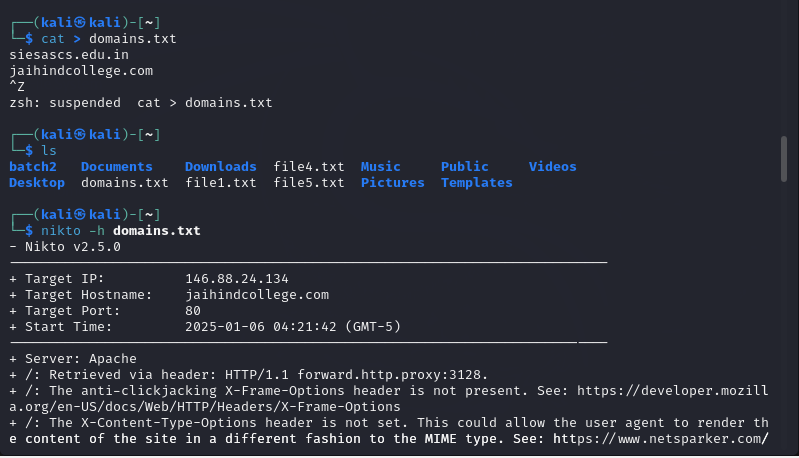 ┌──(kali㉿kali)-[~]
└─$ cat > domains.txt
siesascs.edu.in
jaihindcollege.com
^Z
zsh: suspended  cat > domains.txt
┌──(kali㉿kali)-[~]
└─$ ls
batch2   Documents    Downloads  file4.txt  Music     Public     Videos
Desktop  domains.txt  file1.txt  file5.txt  Pictures  Templates
┌──(kali㉿kali)-[~]
└─$ nikto -h domains.txt
- Nikto v2.5.0
---------------------------------------------------------------------------
+ Target IP:          146.88.24.134
+ Target Hostname:    jaihindcollege.com
+ Target Port:        80
+ Start Time:         2025-01-06 04:21:42 (GMT-5)
---------------------------------------------------------------------------
+ Server: Apache
+ /: Retrieved via header: HTTP/1.1 forward.http.proxy:3128.
+ /: The anti-clickjacking X-Frame-Options header is not present. See: https://developer.mozill
a.org/en-US/docs/Web/HTTP/Headers/X-Frame-Options
+ /: The X-Content-Type-Options header is not set. This could allow the user agent to render th
e content of the site in a different fashion to the MIME type. See: https://www.netsparker.com/